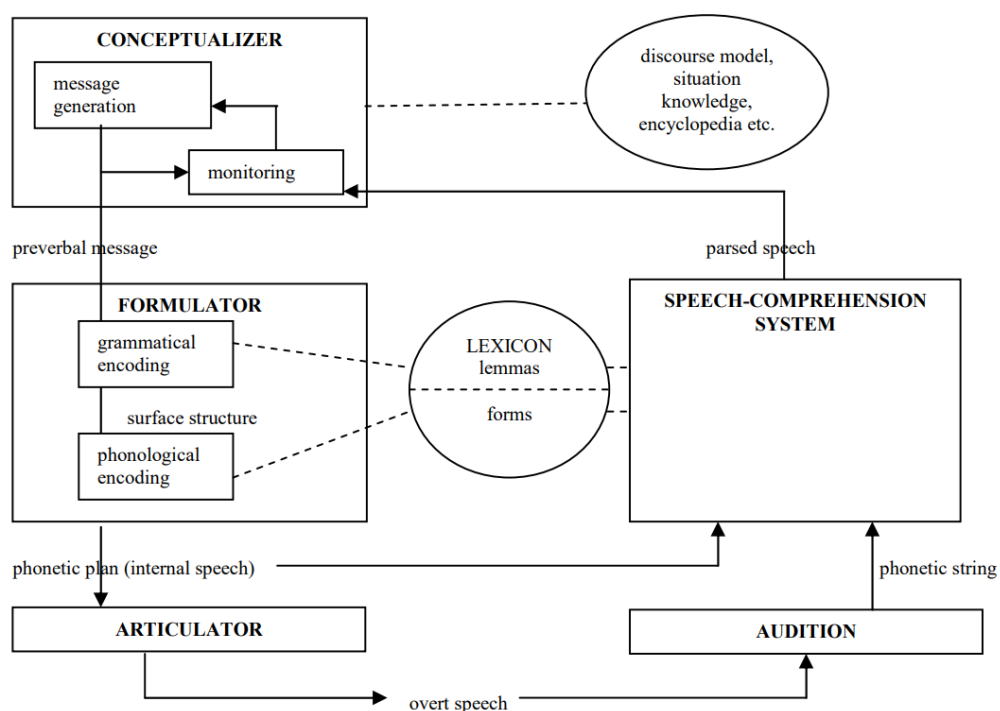 CONCEPTUALIZER
message
generation
monitoring
discourse model,
situation
knowledge,
encyclopedia etc.
preverbal message
parsed speech
FORMULATOR
grammatical
encoding
surface structure
phonological
encoding
LEXICON
lemmas
forms
SPEECH-COMPREHENSION
SYSTEM
phonetic plan (internal speech)
phonetic string
ARTICULATOR
AUDITION
overt speech